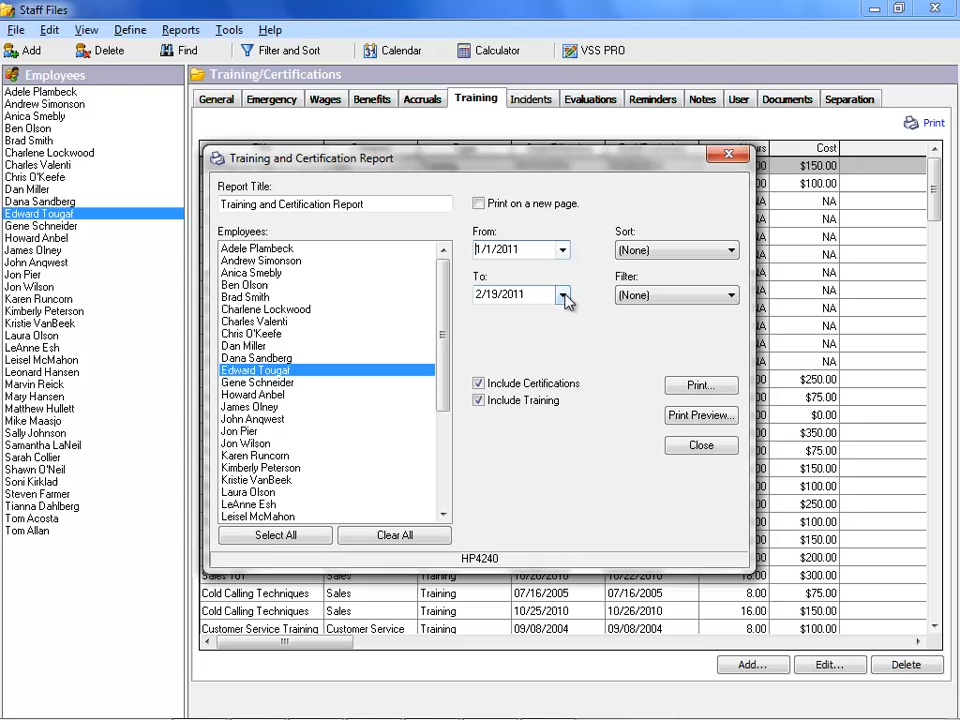 Staff Files
File Edit View Define Reports Tools Help
Add Delete Find Filter and Sort Calendar Calculator VSS PRO
Employees
Adele Plambeck
Andrew Simonson
Anica Smebly
Ben Olson
Brad Smith
Charlene Lockwood
Charles Valenti
Chris O'Keefe
Dan Miller
Dana Sandberg
Edward Tougaf
Gene Schneider
Howard Anbel
James Olney
John Anqwest
Jon Pier
Jon Wilson
Karen Runcorn
Kimberly Peterson
Kristie VanBeek
Laura Olson
LeAnne Esh
Leisel McMahon
Leonard Hansen
Marvin Reick
Mary Hansen
Matthew Hullett
Mike Maasjo
Sally Johnson
Samantha LaNeil
Sarah Collier
Shawn O'Neil
Soni Kirklad
Steven Farmer
Tianna Dahlberg
Tom Acosta
Tom Allan
Training/Certifications
General Emergency Wages Benefits Accruals Training Incidents Evaluations Reminders Notes User Documents Separation
Print
Training and Certification Report
Report Title:
Training and Certification Report
Print on a new page.
Employees:
Adele Plambeck
Andrew Simonson
Anica Smebly
Ben Olson
Brad Smith
Charlene Lockwood
Charles Valenti
Chris O'Keefe
Dan Miller
Dana Sandberg
Edward Tougaf
Gene Schneider
Howard Anbel
James Olney
John Anqwest
Jon Pier
Jon Wilson
Karen Runcorn
Kimberly Peterson
Kristie VanBeek
Laura Olson
LeAnne Esh
Leisel McMahon
Select All Clear All
From:
1/1/2011
To:
2/19/2011
Sort:
(None)
Filter:
(None)
Include Certifications
Include Training
Print...
Print Preview...
Close
HP4240
Cost
$150.00
$100.00
NA
NA
NA
NA
NA
NA
NA
NA
NA
NA
$250.00
$75.00
$0.00
$350.00
$75.00
$150.00
$100.00
$250.00
$100.00
$150.00
$200.00
Sales 101 Sales Training 10/20/2010 10/22/2010 $300.00
Cold Calling Techniques Sales Training 07/16/2005 07/16/2005 8.00 $75.00
Cold Calling Techniques Sales Training 10/25/2010 10/26/2010 16.00 $150.00
Customer Service Training Customer Service Training 09/08/2004 09/08/2004 8.00 $100.00
Add... Edit... Delete